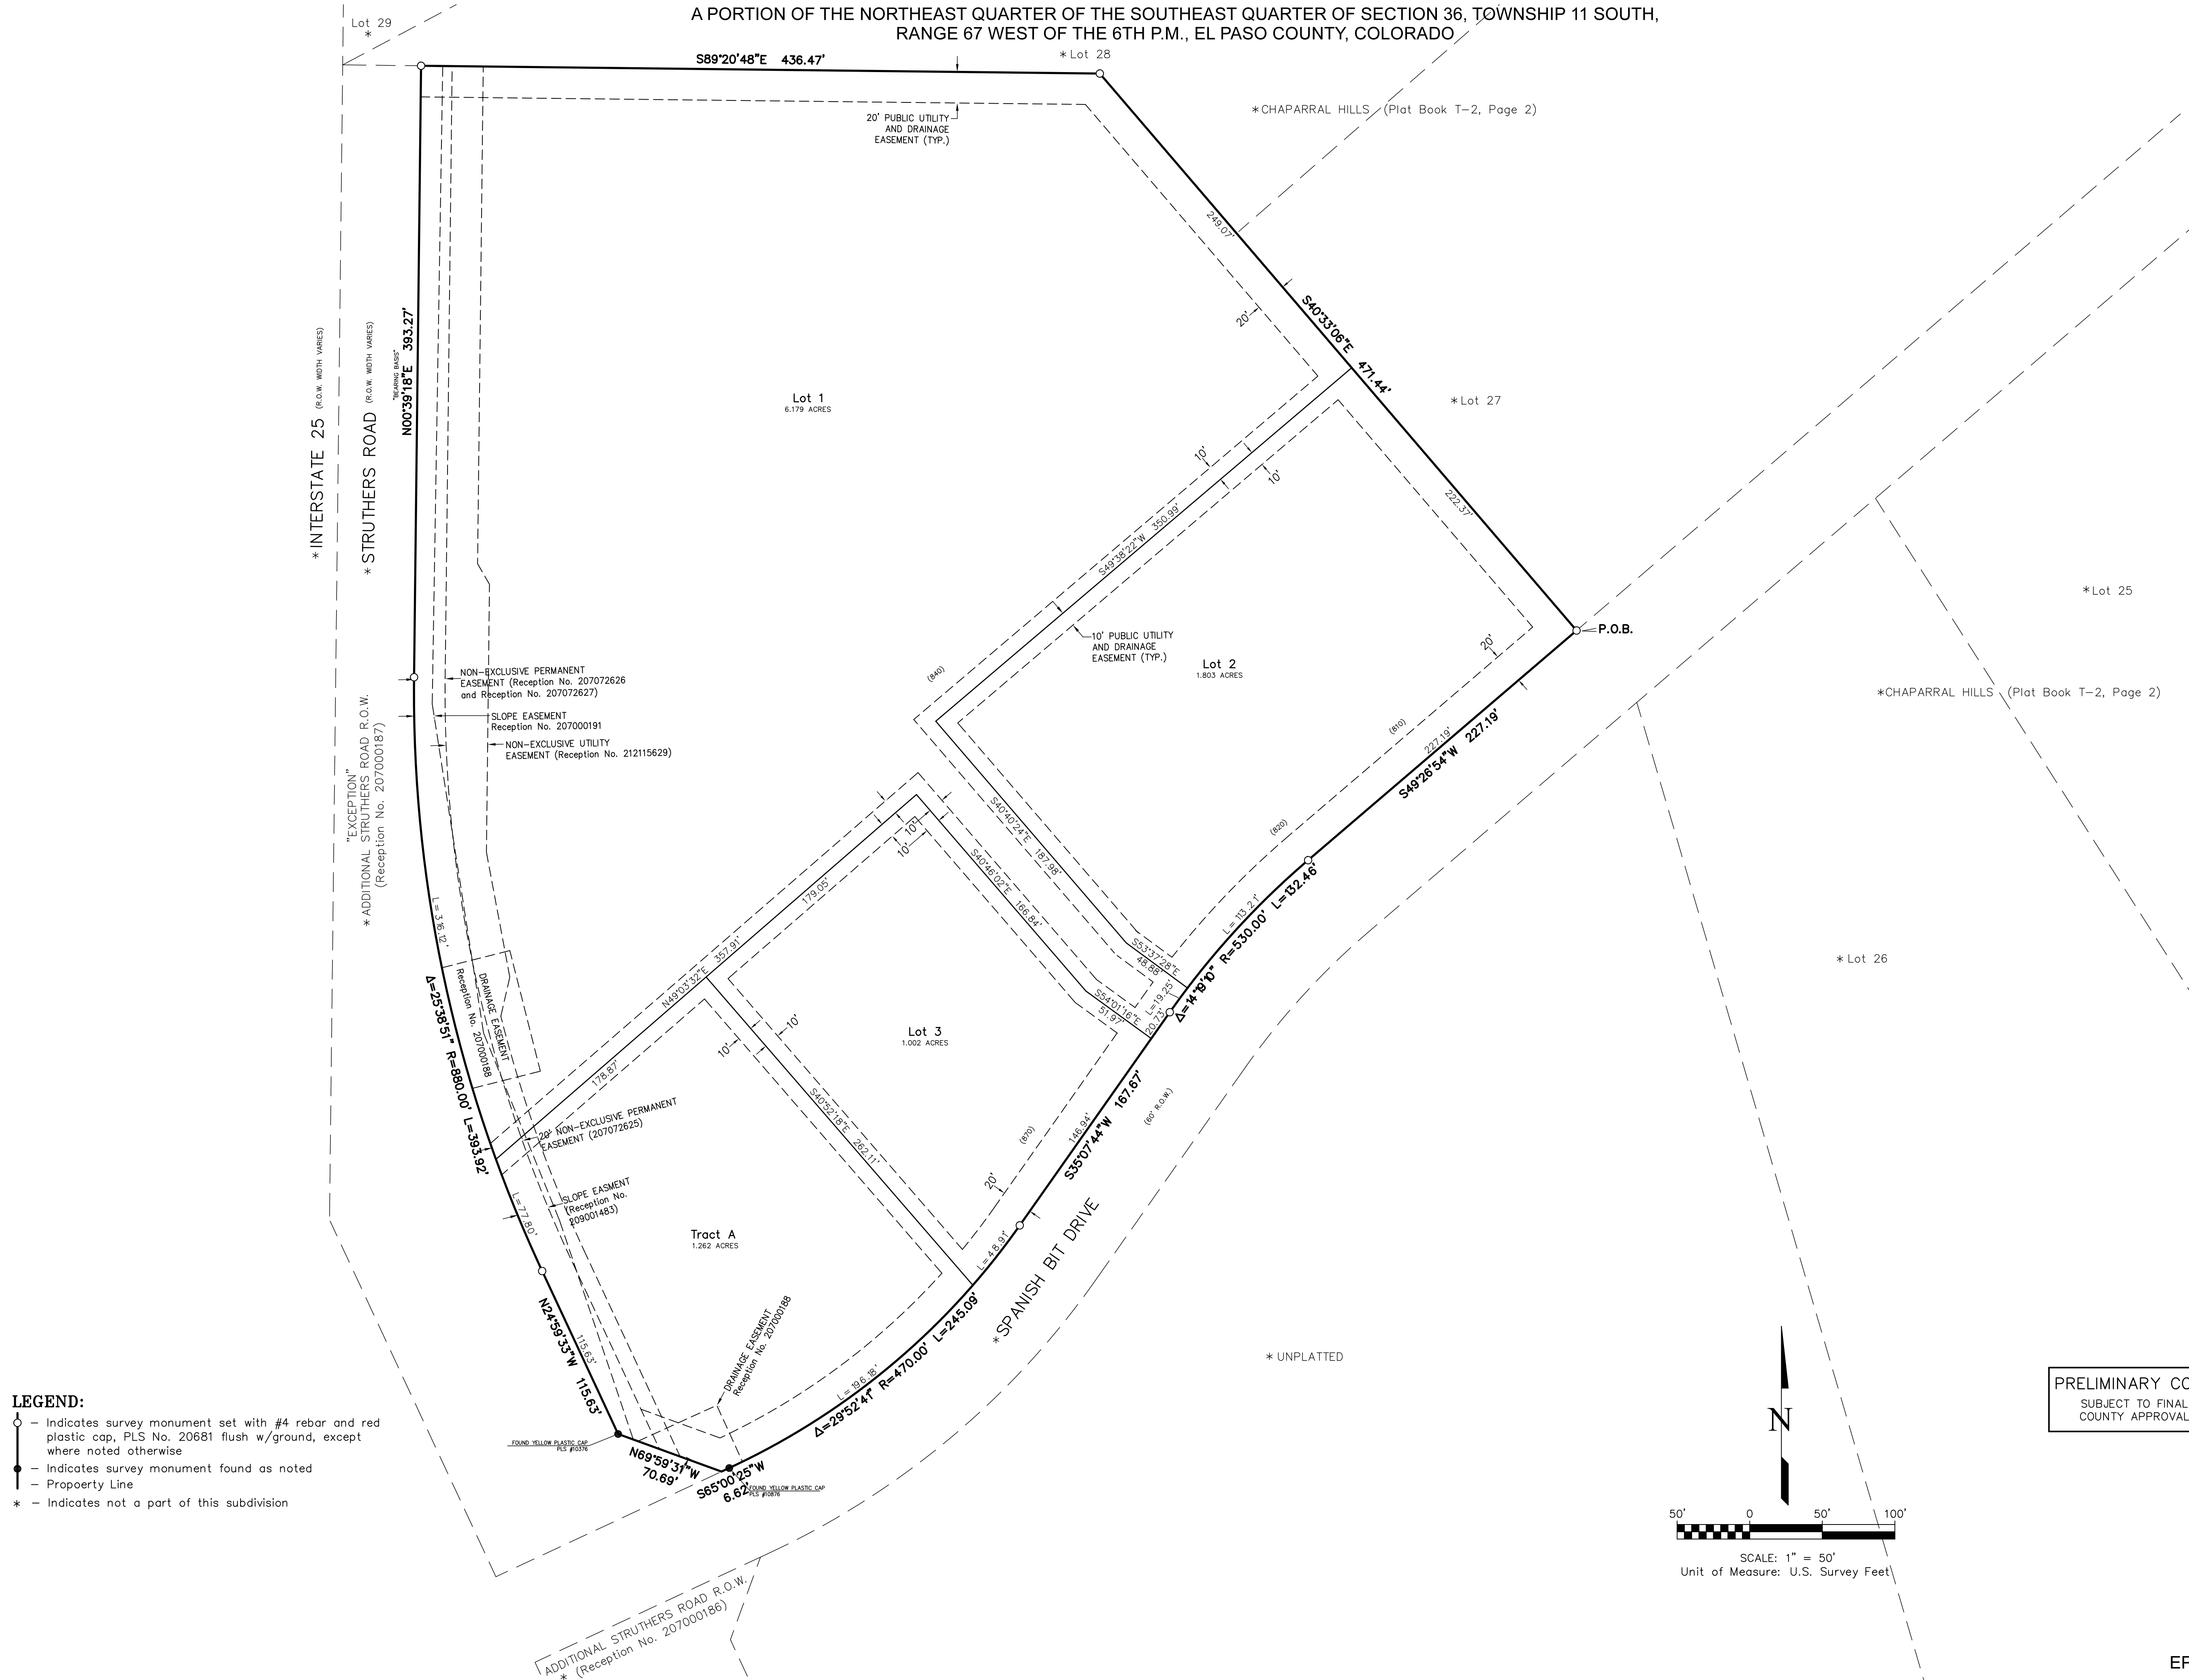 A PORTION OF THE NORTHEAST QUARTER OF THE SOUTHEAST QUARTER OF SECTION 36, TOWNSHIP 11 SOUTH,
RANGE 67 WEST OF THE 6TH P.M., EL PASO COUNTY, COLORADO
Lot 29
*
S89°20'48"E 436.47'
*Lot 28
*CHAPARRAL HILLS (Plat Book T-2, Page 2)
20' PUBLIC UTILITY
AND DRAINAGE
EASEMENT (TYP.)
249.07'
20'
S40°33'06"E 471.44'
*INTERSTATE 25 (R.O.W. WIDTH VARIES)
*STRUTHERS ROAD (R.O.W. WIDTH VARIES)
"BEARING BASIS"
N00°39'18"E 393.27'
Lot 1
6.179 ACRES
*Lot 27
10'
10'
222.37'
S49°38'22"W 350.99'
*Lot 25
10' PUBLIC UTILITY
AND DRAINAGE
EASEMENT (TYP.)
P.O.B.
20'
Lot 2
1.803 ACRES
(840)
(810)
*CHAPARRAL HILLS (Plat Book T-2, Page 2)
NON-EXCLUSIVE PERMANENT
EASEMENT (Reception No. 207072626
and Reception No. 207072627)
SLOPE EASEMENT
Reception No. 207000191
NON-EXCLUSIVE UTILITY
EASEMENT (Reception No. 212115629)
"EXCEPTION"
*ADDITIONAL STRUTHERS ROAD R.O.W.
(Reception No. 207000187)
227.19'
S49°26'54"W 227.19'
(820)
S40°40'24"E 187.98'
10'
10'
S40°46'02"E 166.84'
179.05'
L=316.12'
L=113.21'
Δ=14°19'10" R=530.00' L=132.46'
S53°37'28"E
48.88'
L=19.25'
N49°03'32"E 357.91'
S54°01'16"E
51.97'
20.73'
*Lot 26
DRAINAGE EASEMENT
Reception No. 207000188
Δ=25°38'51" R=880.00' L=393.92'
10'
10'
Lot 3
1.002 ACRES
178.87'
S40°52'18"E 262.11'
20' NON-EXCLUSIVE PERMANENT
EASEMENT (207072625)
(870)
146.94'
S35°07'44"W 167.67'
(60' R.O.W.)
20'
SLOPE EASMENT
(Reception No.
209001483)
L=77.80'
Tract A
1.262 ACRES
L=48.91'
*SPANISH BIT DRIVE
N24°59'33"W 115.63'
115.63'
DRAINAGE EASEMENT
Reception No. 207000188
L=196.18'
Δ=29°52'41" R=470.00' L=245.09'
*UNPLATTED
FOUND YELLOW PLASTIC CAP
PLS #10376
N69°59'31"W
70.69'
S65°00'25"W
6.62'
FOUND YELLOW PLASTIC CAP
PLS #10876
LEGEND:
– Indicates survey monument set with #4 rebar and red
plastic cap, PLS No. 20681 flush w/ground, except
where noted otherwise
– Indicates survey monument found as noted
– Propoerty Line
* – Indicates not a part of this subdivision
ADDITIONAL STRUTHERS ROAD R.O.W.
* (Reception No. 207000186)
N
50' 0 50' 100'
SCALE: 1" = 50'
Unit of Measure: U.S. Survey Feet
PRELIMINARY CO
SUBJECT TO FINAL
COUNTY APPROVAL